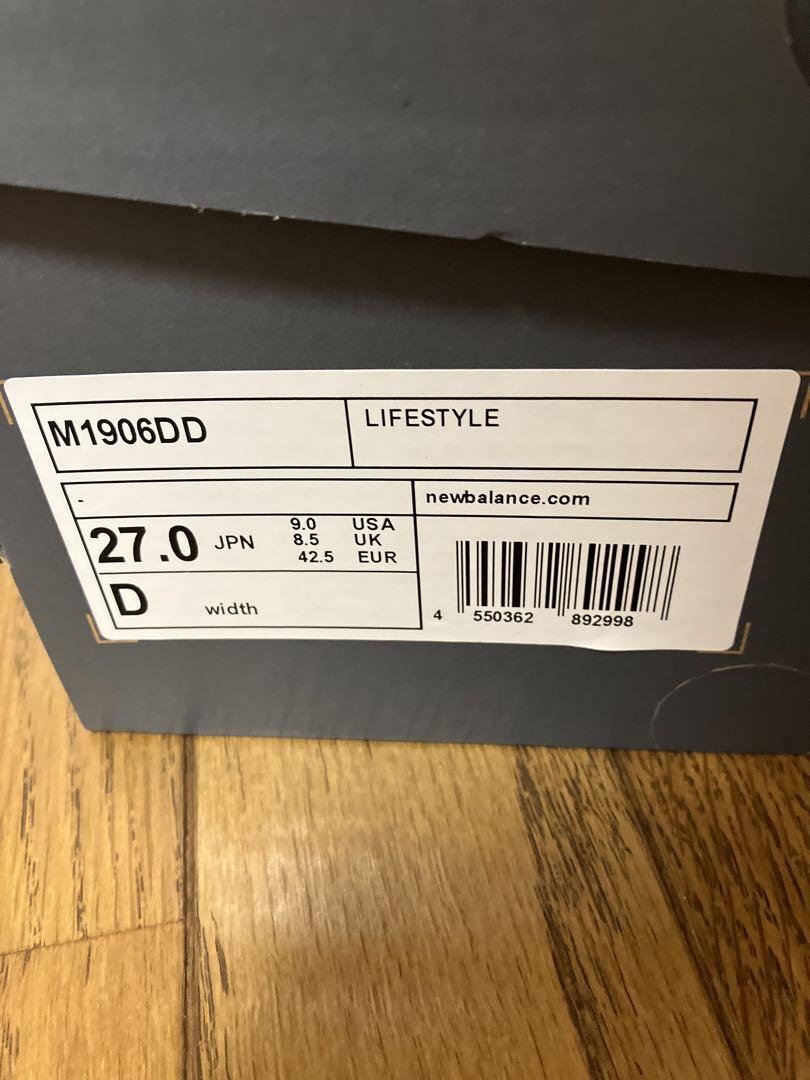 M1906DD
LIFESTYLE
-
newbalance.com
27.0 JPN
9.0 USA
8.5 UK
42.5 EUR
D width
4 550362 892998